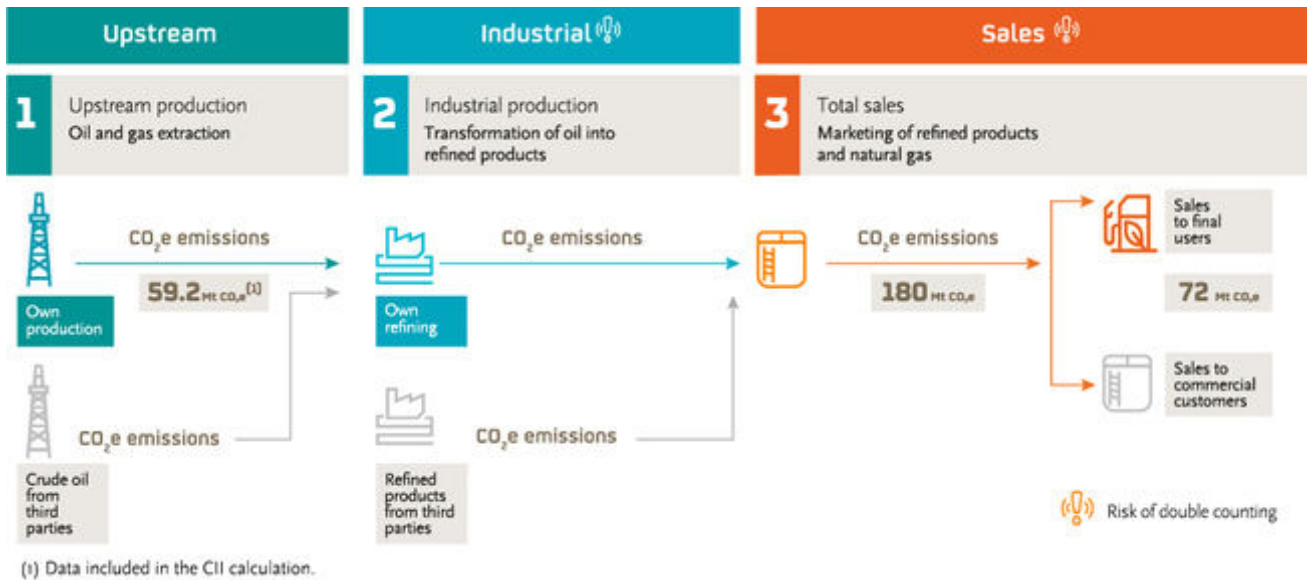 Upstream
Industrial
Sales
1
Upstream production
Oil and gas extraction
2
Industrial production
Transformation of oil into
refined products
3
Total sales
Marketing of refined products
and natural gas
CO₂e emissions
59.2 Mt CO₂e⁽¹⁾
Own
production
CO₂e emissions
Crude oil
from
third
parties
CO₂e emissions
Own
refining
CO₂e emissions
Refined
products
from third
parties
CO₂e emissions
180 Mt CO₂e
Sales
to final
users
72 Mt CO₂e
Sales to
commercial
customers
Risk of double counting
(1) Data included in the CII calculation.